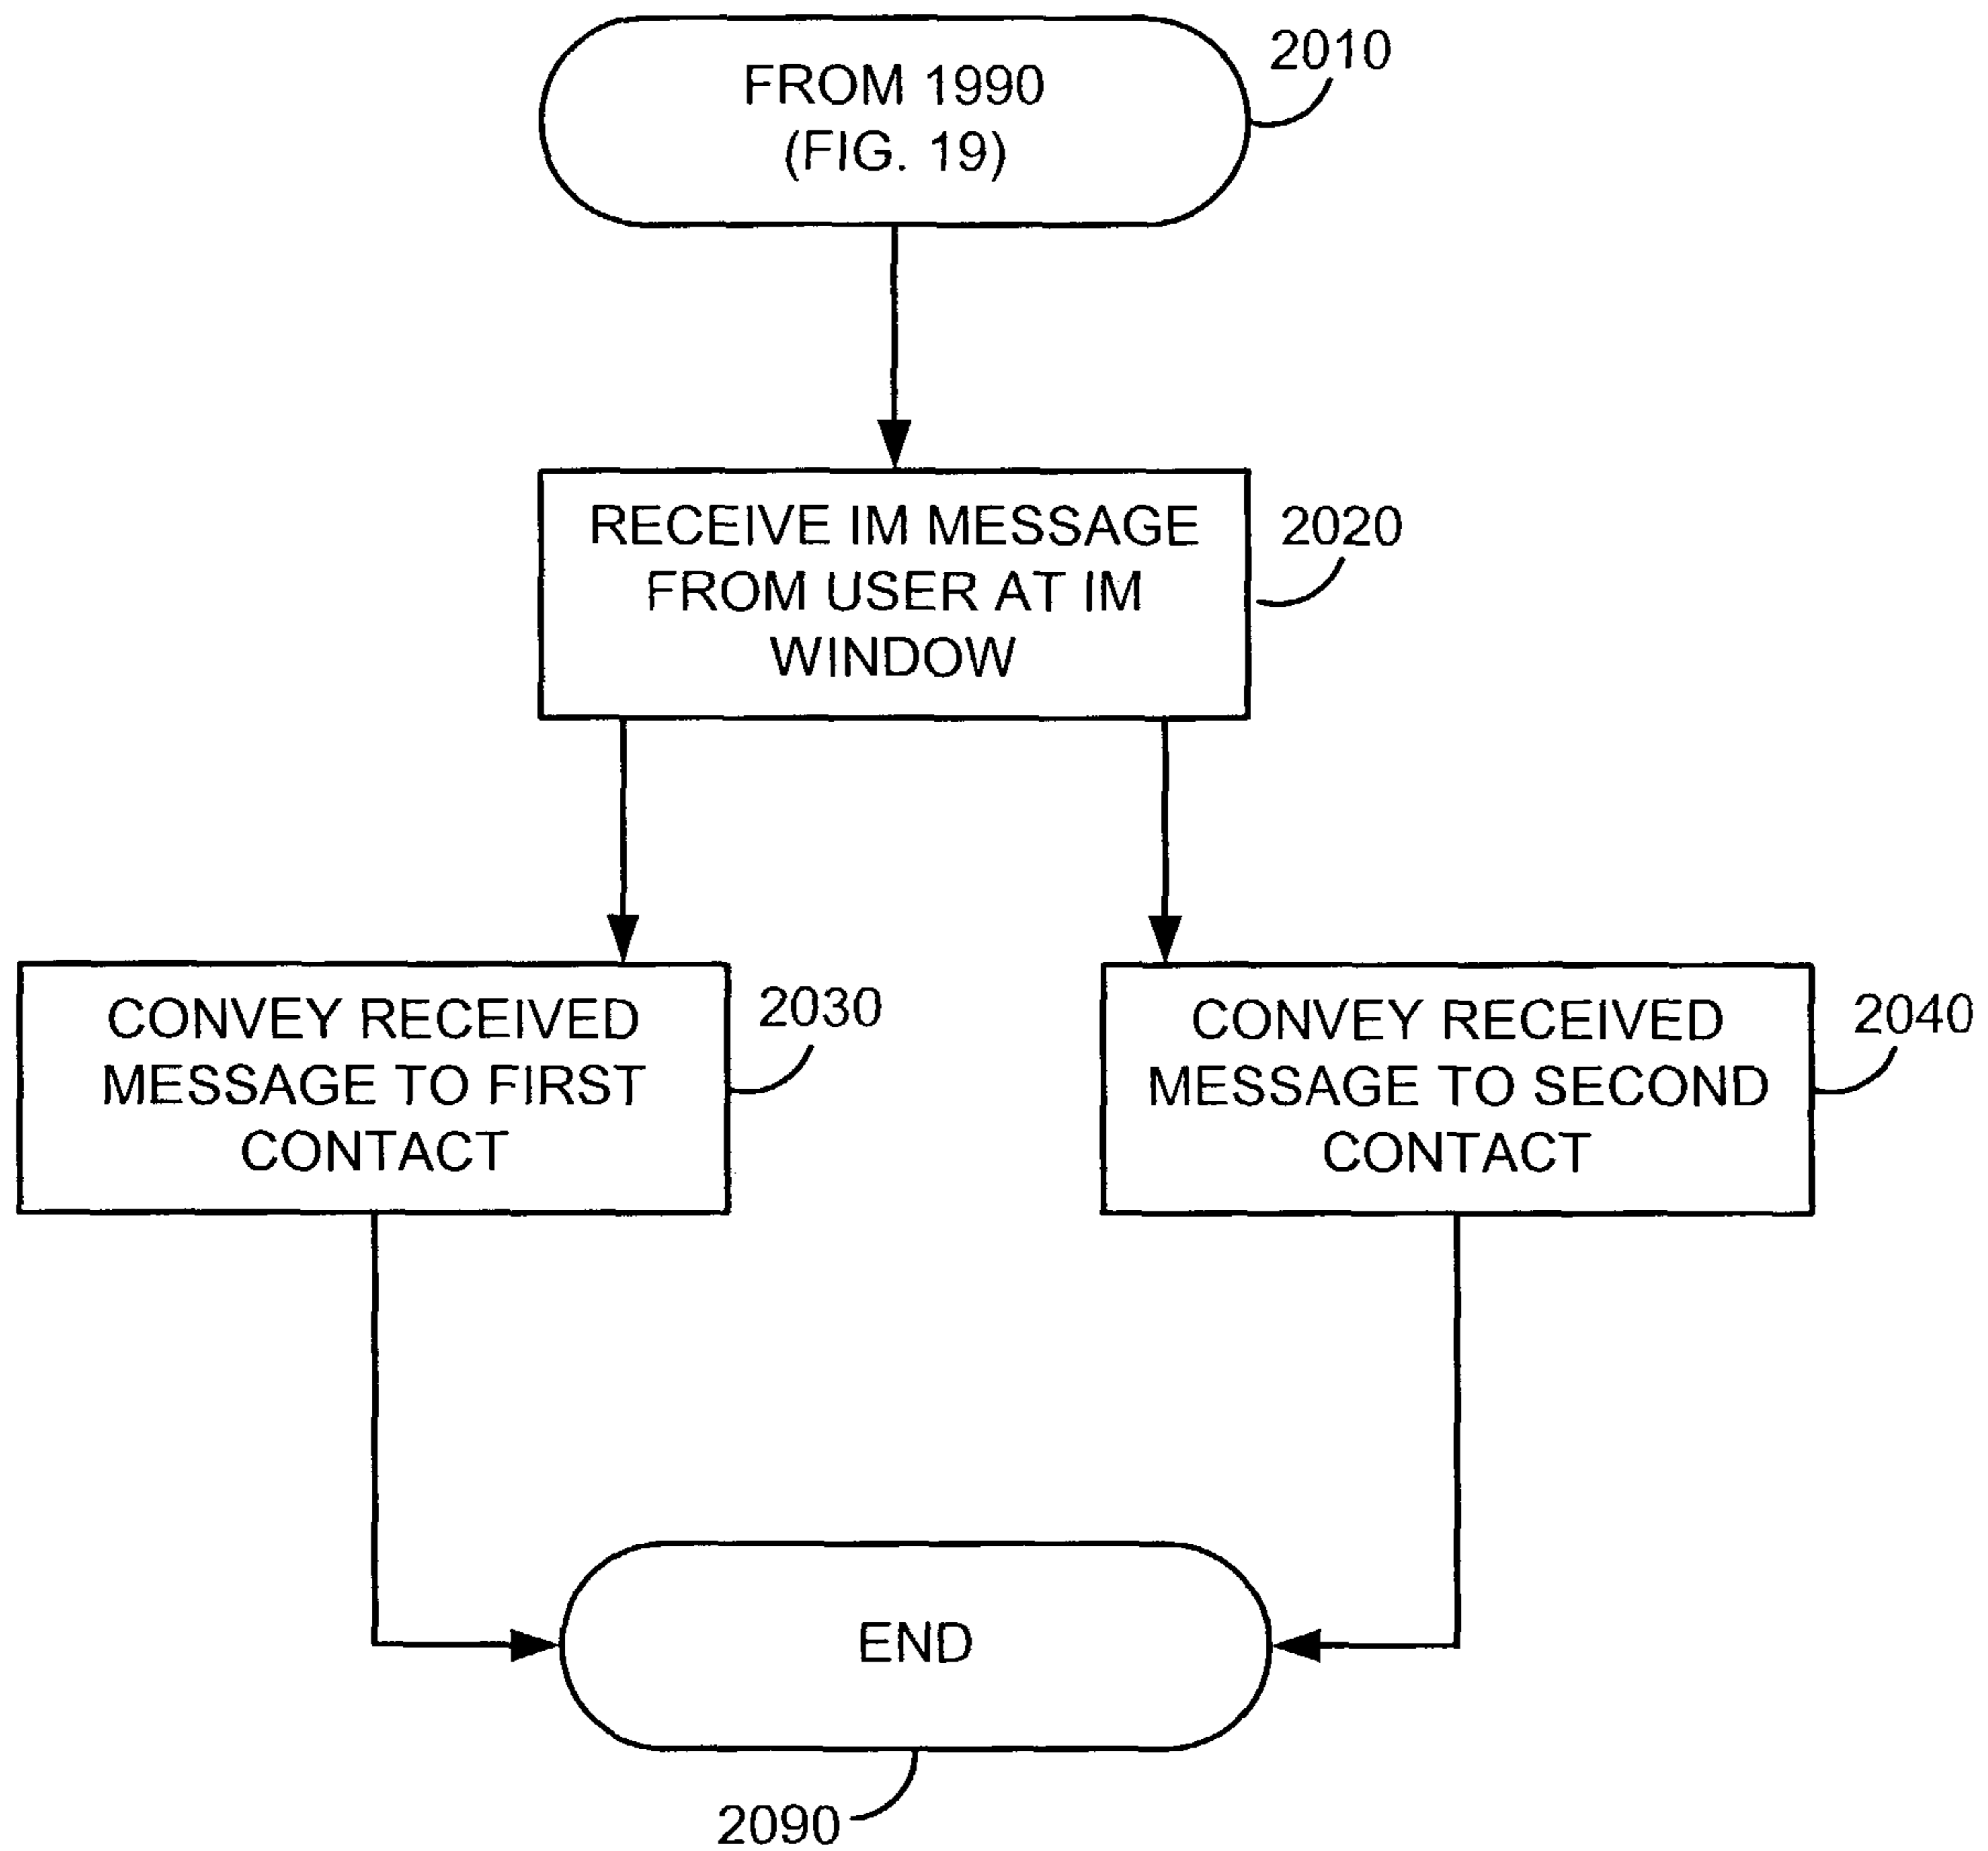 FROM 1990
(FIG. 19)
2010
RECEIVE IM MESSAGE
FROM USER AT IM
WINDOW
2020
CONVEY RECEIVED
MESSAGE TO FIRST
CONTACT
2030
CONVEY RECEIVED
MESSAGE TO SECOND
CONTACT
2040
END
2090